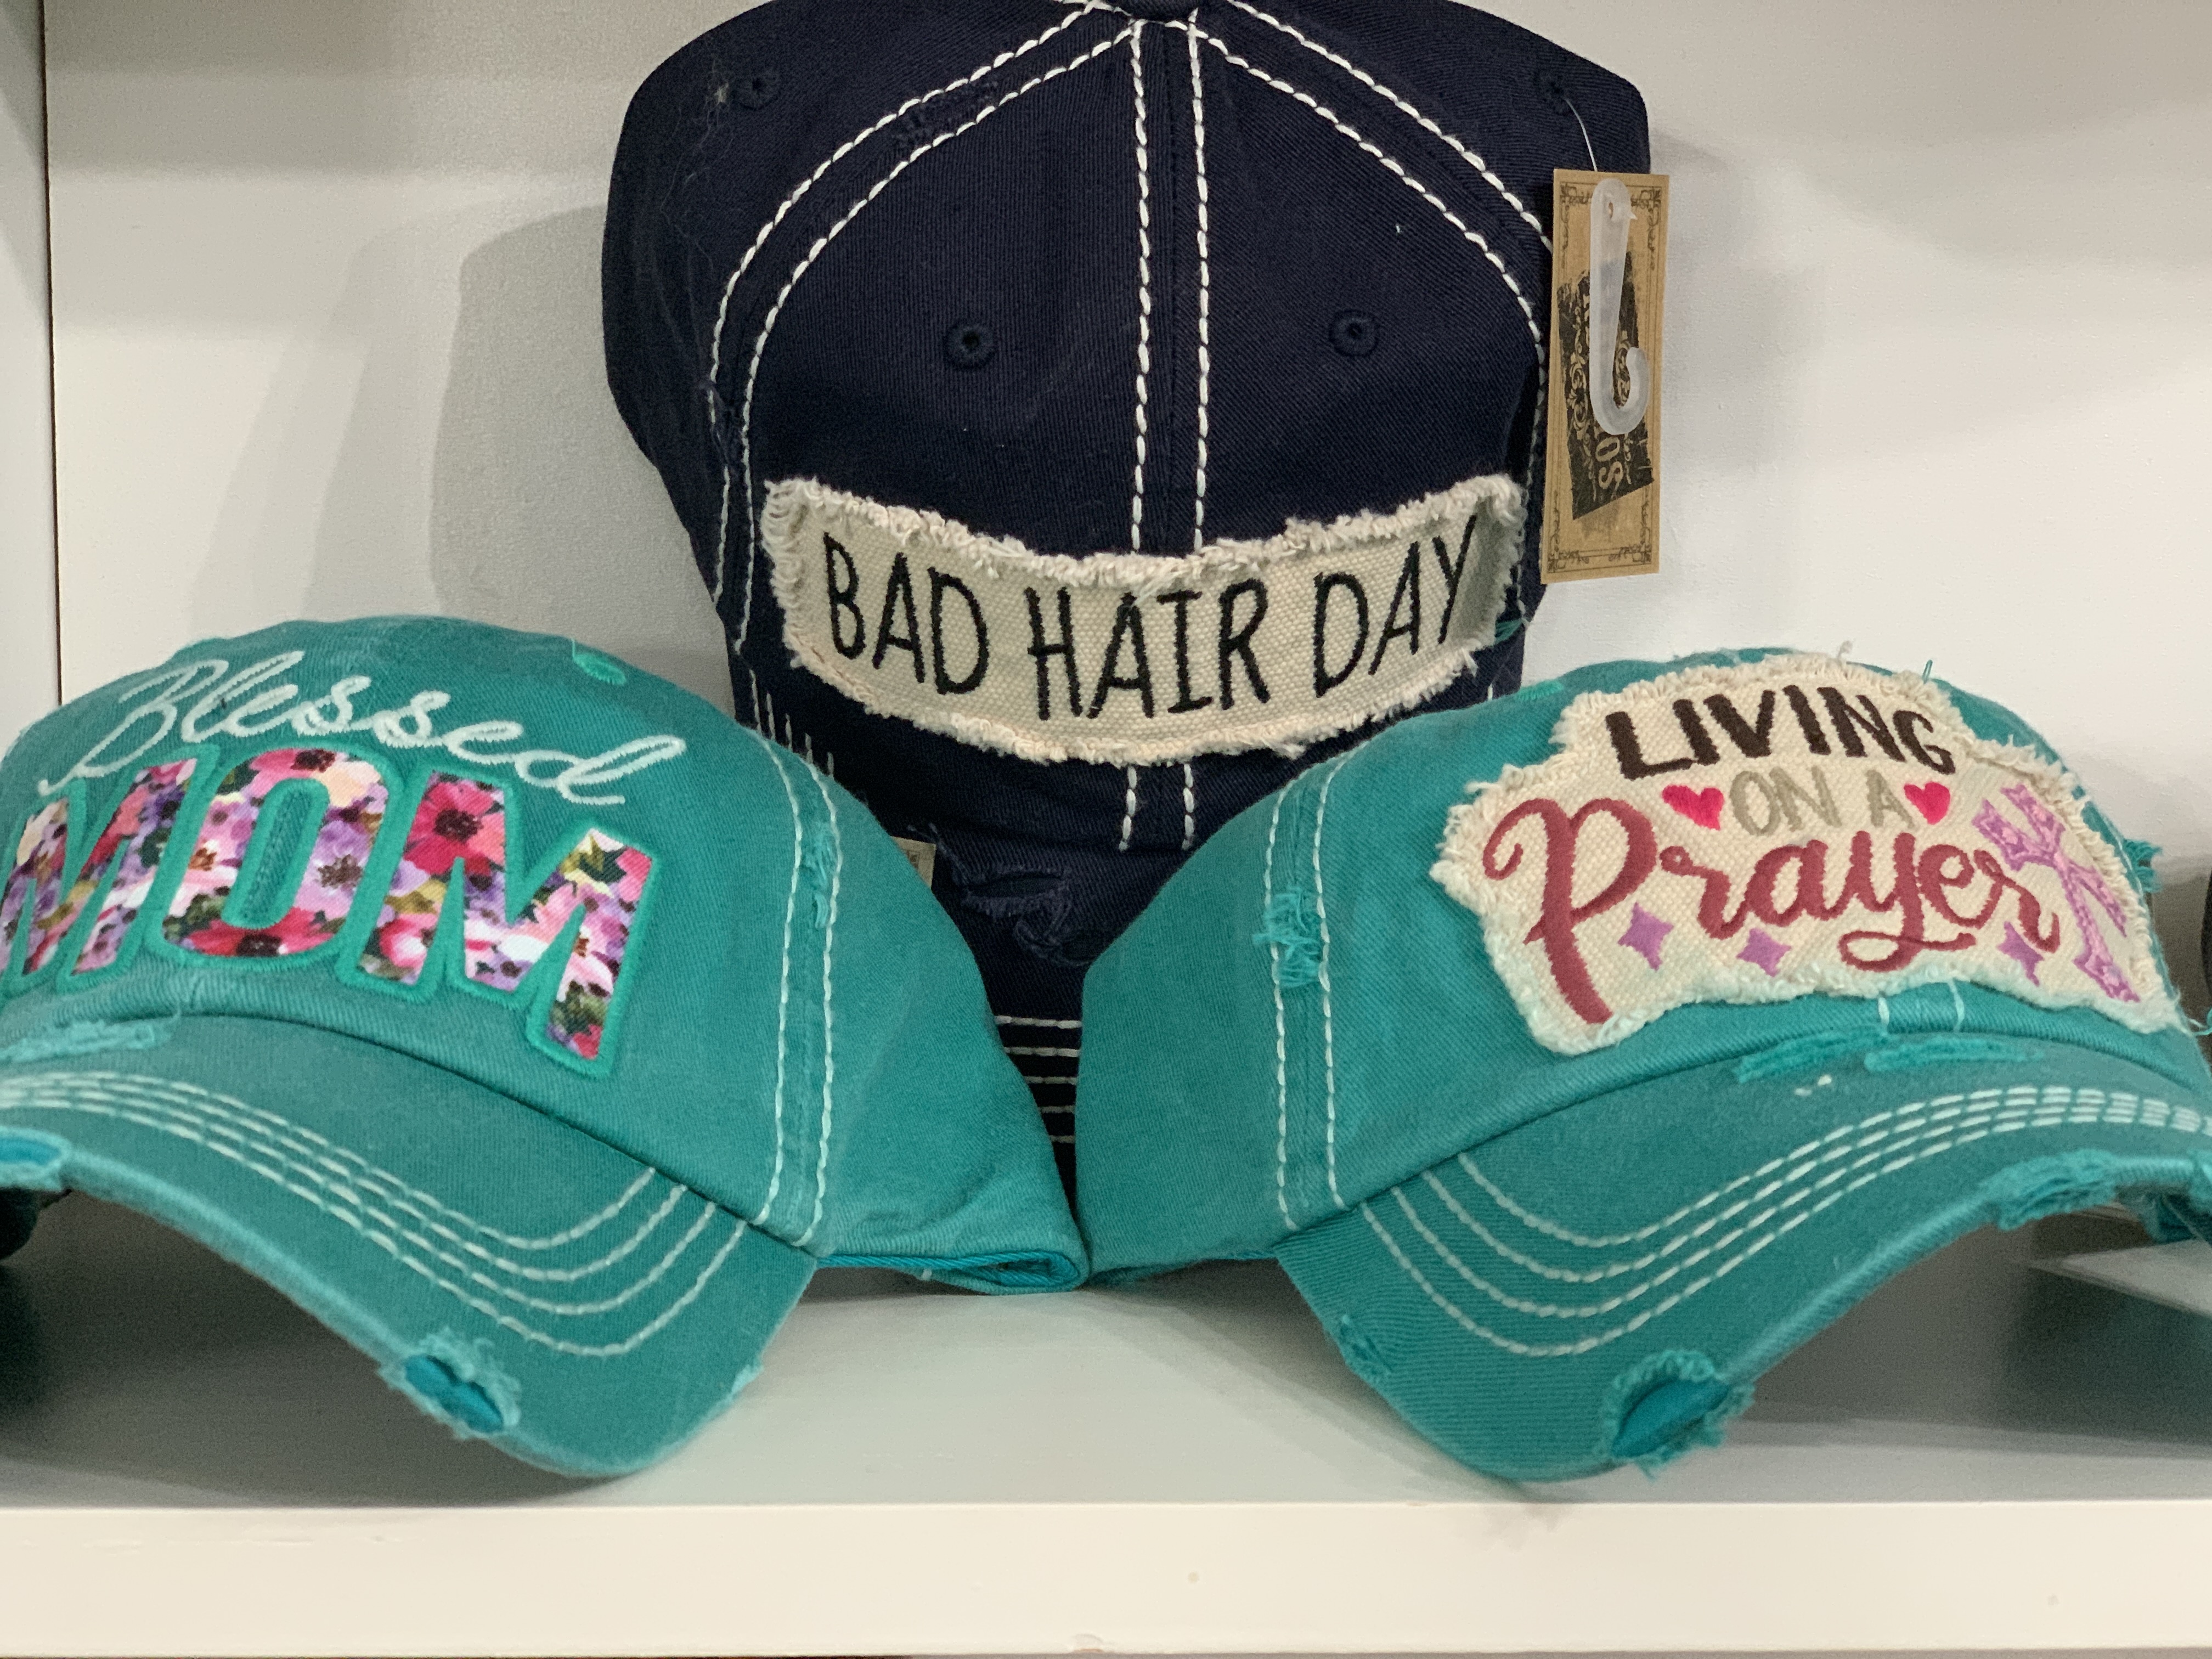 BAD HAIR DAY
Blessed
MOM
LIVING
ON A
Prayer